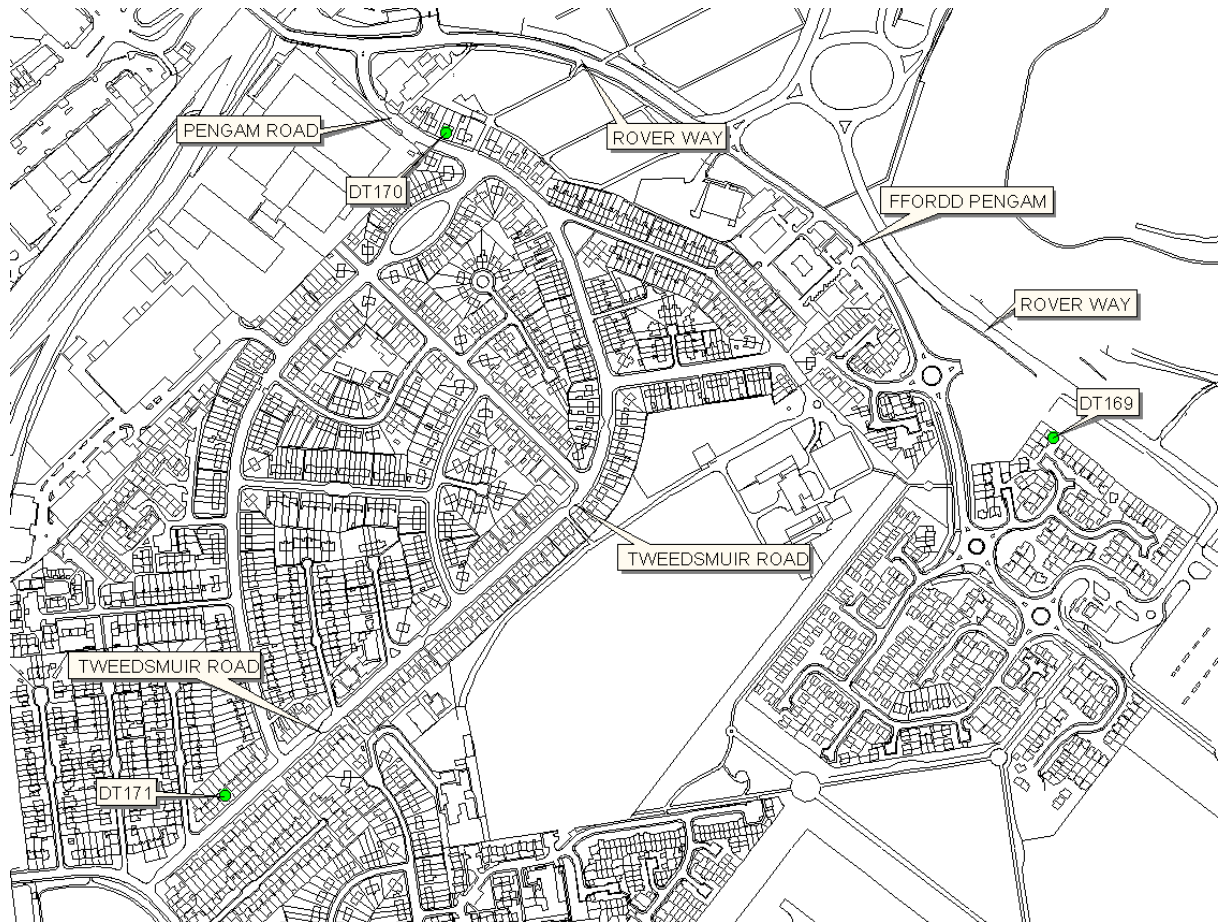 PENGAM ROAD
ROVER WAY
DT170
FFORDD PENGAM
ROVER WAY
DT169
TWEEDSMUIR ROAD
TWEEDSMUIR ROAD
DT171